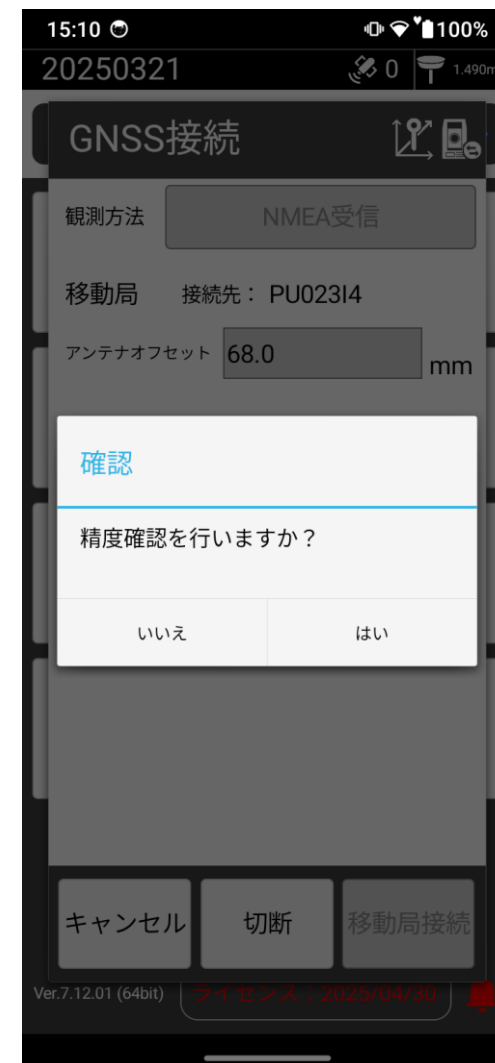 15:10 100%
20250321 0 1.490m
GNSS接続
観測方法 NMEA受信
移動局 接続先： PU023I4
アンテナオフセット 68.0 mm
確認
精度確認を行いますか？
いいえ はい
キャンセル 切断 移動局接続
Ver.7.12.01 (64bit) ライセンス：2025/04/30